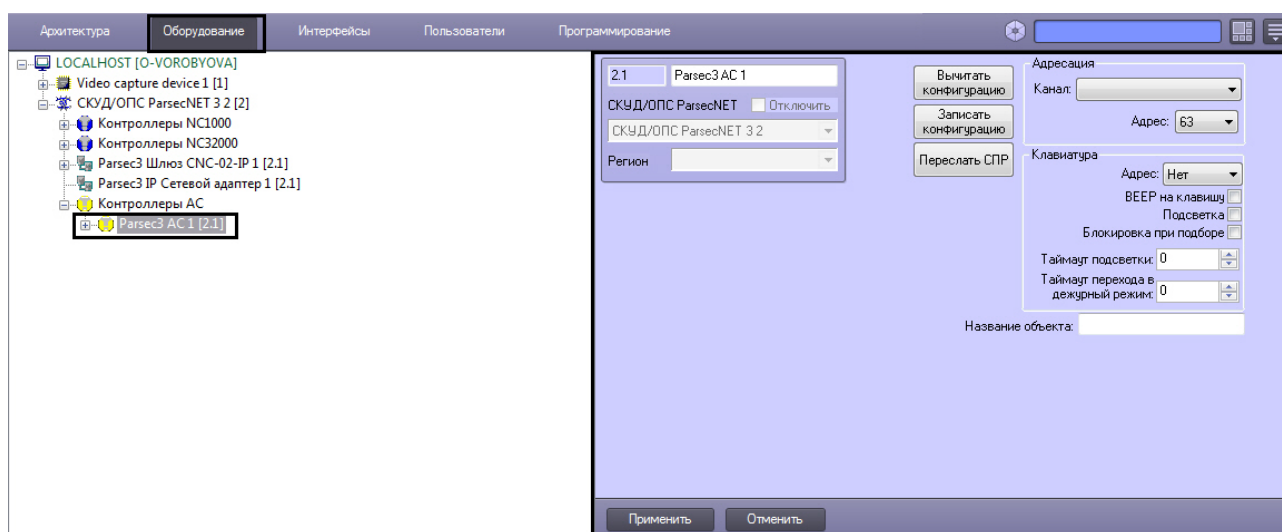 Архитектура Оборудование Интерфейсы Пользователи Программирование
LOCALHOST [O-VOROBYOVA]
Video capture device 1 [1]
СКУД/ОПС ParsecNET 3 2 [2]
Контроллеры NC1000
Контроллеры NC32000
Parsec3 Шлюз CNC-02-IP 1 [2.1]
Parsec3 IP Сетевой адаптер 1 [2.1]
Контроллеры AC
Parsec3 AC 1 [2.1]
2.1 Parsec3 AC 1
СКУД/ОПС ParsecNET Отключить
СКУД/ОПС ParsecNET 3 2
Регион
Вычитать
конфигурацию
Записать
конфигурацию
Переслать СПР
Адресация
Канал:
Адрес: 63
Клавиатура
Адрес: Нет
BEEP на клавишу
Подсветка
Блокировка при подборе
Таймаут подсветки: 0
Таймаут перехода в
дежурный режим: 0
Название объекта:
Применить Отменить